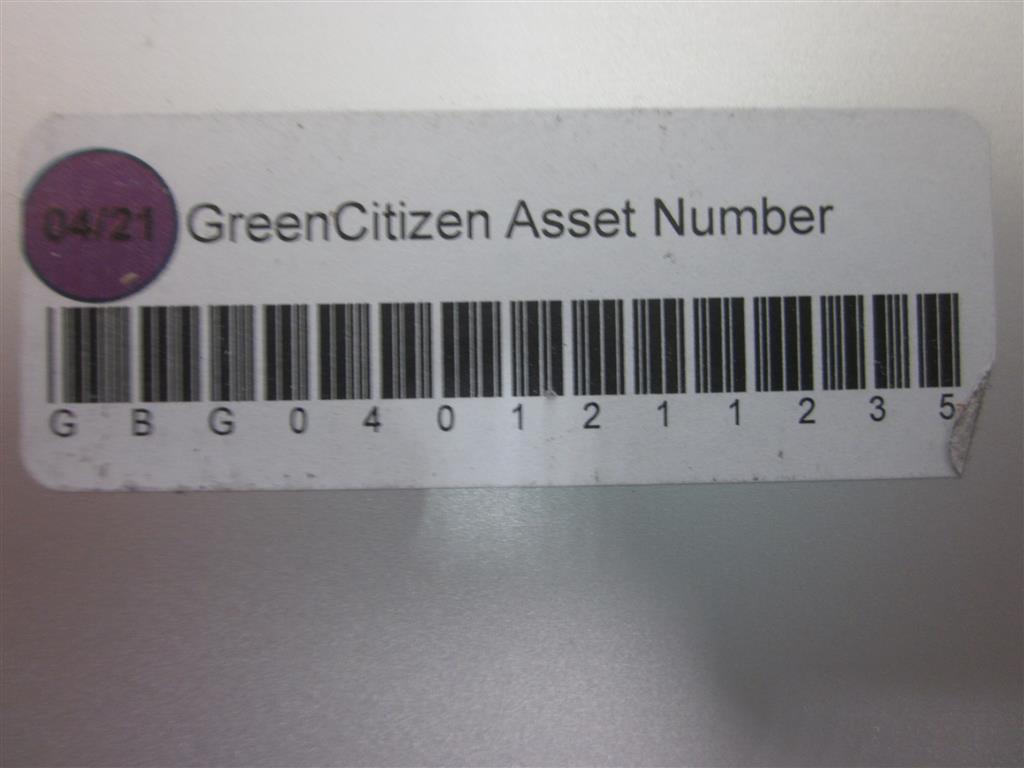 04/21 GreenCitizen Asset Number
G B G 0 4 0 1 2 1 1 2 3 5